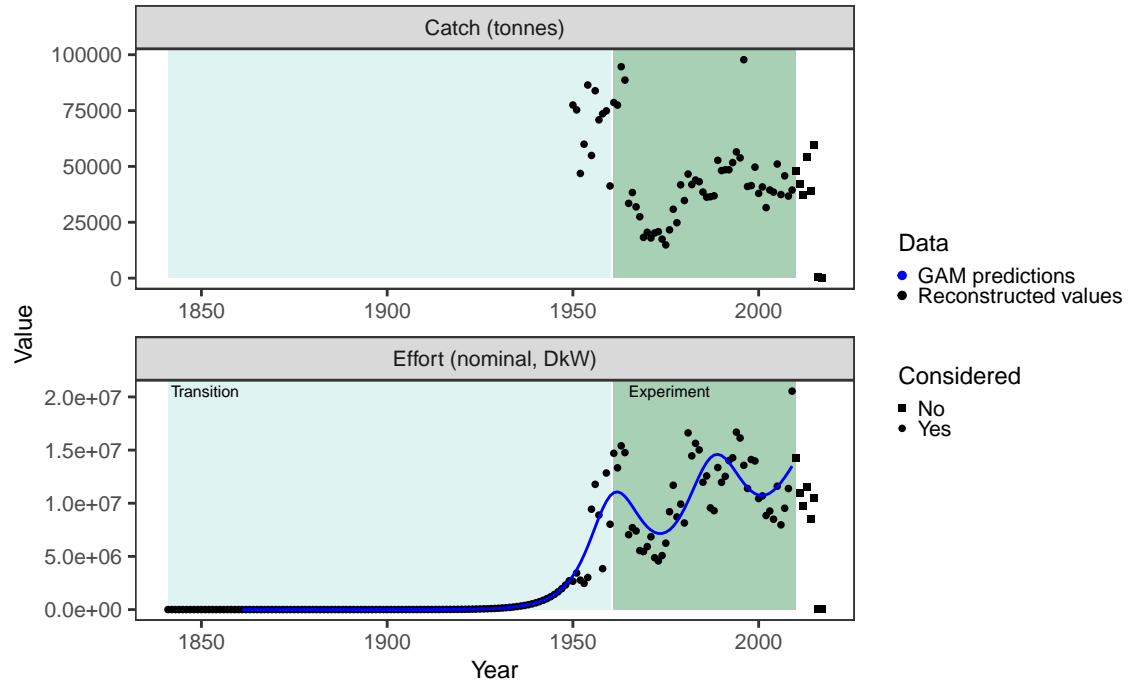 Catch (tonnes)
100000
75000
50000
25000
0
1850
1900
1950
2000
Effort (nominal, DkW)
Transition
Experiment
2.0e+07
1.5e+07
1.0e+07
5.0e+06
0.0e+00
1850
1900
1950
2000
Year
Value
Data
GAM predictions
Reconstructed values
Considered
No
Yes